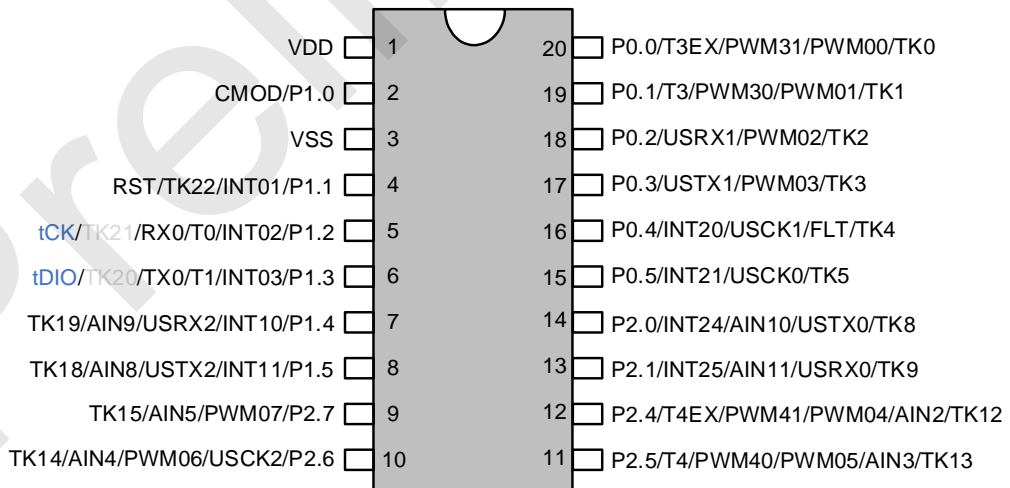 VDD 1 20 P0.0/T3EX/PWM31/PWM00/TK0
CMOD/P1.0 2 19 P0.1/T3/PWM30/PWM01/TK1
VSS 3 18 P0.2/USRX1/PWM02/TK2
RST/TK22/INT01/P1.1 4 17 P0.3/USTX1/PWM03/TK3
tCK/TK21/RX0/T0/INT02/P1.2 5 16 P0.4/INT20/USCK1/FLT/TK4
tDIO/TK20/TX0/T1/INT03/P1.3 6 15 P0.5/INT21/USCK0/TK5
TK19/AIN9/USRX2/INT10/P1.4 7 14 P2.0/INT24/AIN10/USTX0/TK8
TK18/AIN8/USTX2/INT11/P1.5 8 13 P2.1/INT25/AIN11/USRX0/TK9
TK15/AIN5/PWM07/P2.7 9 12 P2.4/T4EX/PWM41/PWM04/AIN2/TK12
TK14/AIN4/PWM06/USCK2/P2.6 10 11 P2.5/T4/PWM40/PWM05/AIN3/TK13